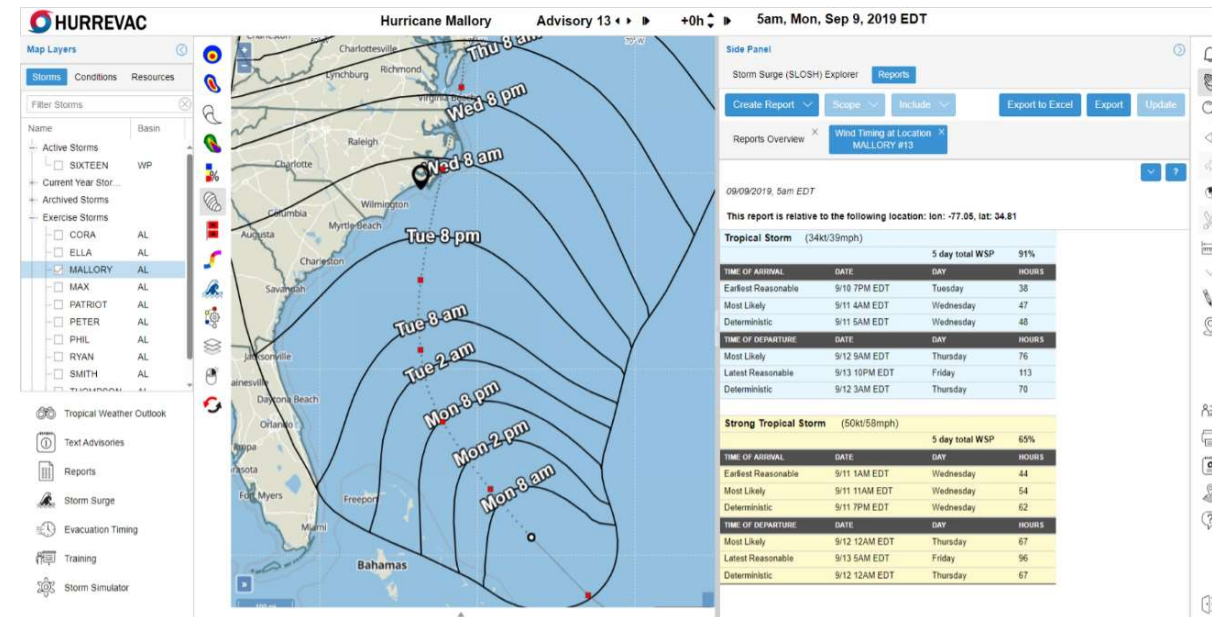 HURREVAC
Hurricane Mallory
Advisory 13
+0h
5am, Mon, Sep 9, 2019 EDT
Map Layers
Storms Conditions Resources
Filter Storms
Name Basin
Active Storms
SIXTEEN WP
Current Year Stor...
Archived Storms
Exercise Storms
CORA AL
ELLA AL
MALLORY AL
MAX AL
PATRIOT AL
PETER AL
PHIL AL
RYAN AL
SMITH AL
THOMPSON AL
Tropical Weather Outlook
Text Advisories
Reports
Storm Surge
Evacuation Timing
Training
Storm Simulator
Charlottesville
Lynchburg
Richmond
Virginia Beach
Raleigh
Charlotte
Wilmington
Columbia
Myrtle Beach
Augusta
Charleston
Savannah
Jacksonville
ainesville
Daytona Beach
Orlando
ampa
arasota
Fort Myers
Freeport
Miami
Bahamas
Thu 8 am
Wed-8 pm
Wed-8 am
Tue-8-pm
Tue-8-am
Tue-2-am
Mon-8-pm
Mon-2-pm
Mon-8-am
Side Panel
Storm Surge (SLOSH) Explorer Reports
Create Report Scope Include Export to Excel Export Update
Reports Overview
Wind Timing at Location
MALLORY #13
?
09/09/2019, 5am EDT
This report is relative to the following location: lon: -77.05, lat: 34.81
Tropical Storm (34kt/39mph)
5 day total WSP 91%
TIME OF ARRIVAL DATE DAY HOURS
Earliest Reasonable 9/10 7PM EDT Tuesday 38
Most Likely 9/11 4AM EDT Wednesday 47
Deterministic 9/11 5AM EDT Wednesday 48
TIME OF DEPARTURE DATE DAY HOURS
Most Likely 9/12 9AM EDT Thursday 76
Latest Reasonable 9/13 10PM EDT Friday 113
Deterministic 9/12 3AM EDT Thursday 70
Strong Tropical Storm (50kt/58mph)
5 day total WSP 65%
TIME OF ARRIVAL DATE DAY HOURS
Earliest Reasonable 9/11 1AM EDT Wednesday 44
Most Likely 9/11 11AM EDT Wednesday 54
Deterministic 9/11 7PM EDT Wednesday 62
TIME OF DEPARTURE DATE DAY HOURS
Most Likely 9/12 12AM EDT Thursday 67
Latest Reasonable 9/13 5AM EDT Friday 96
Deterministic 9/12 12AM EDT Thursday 67